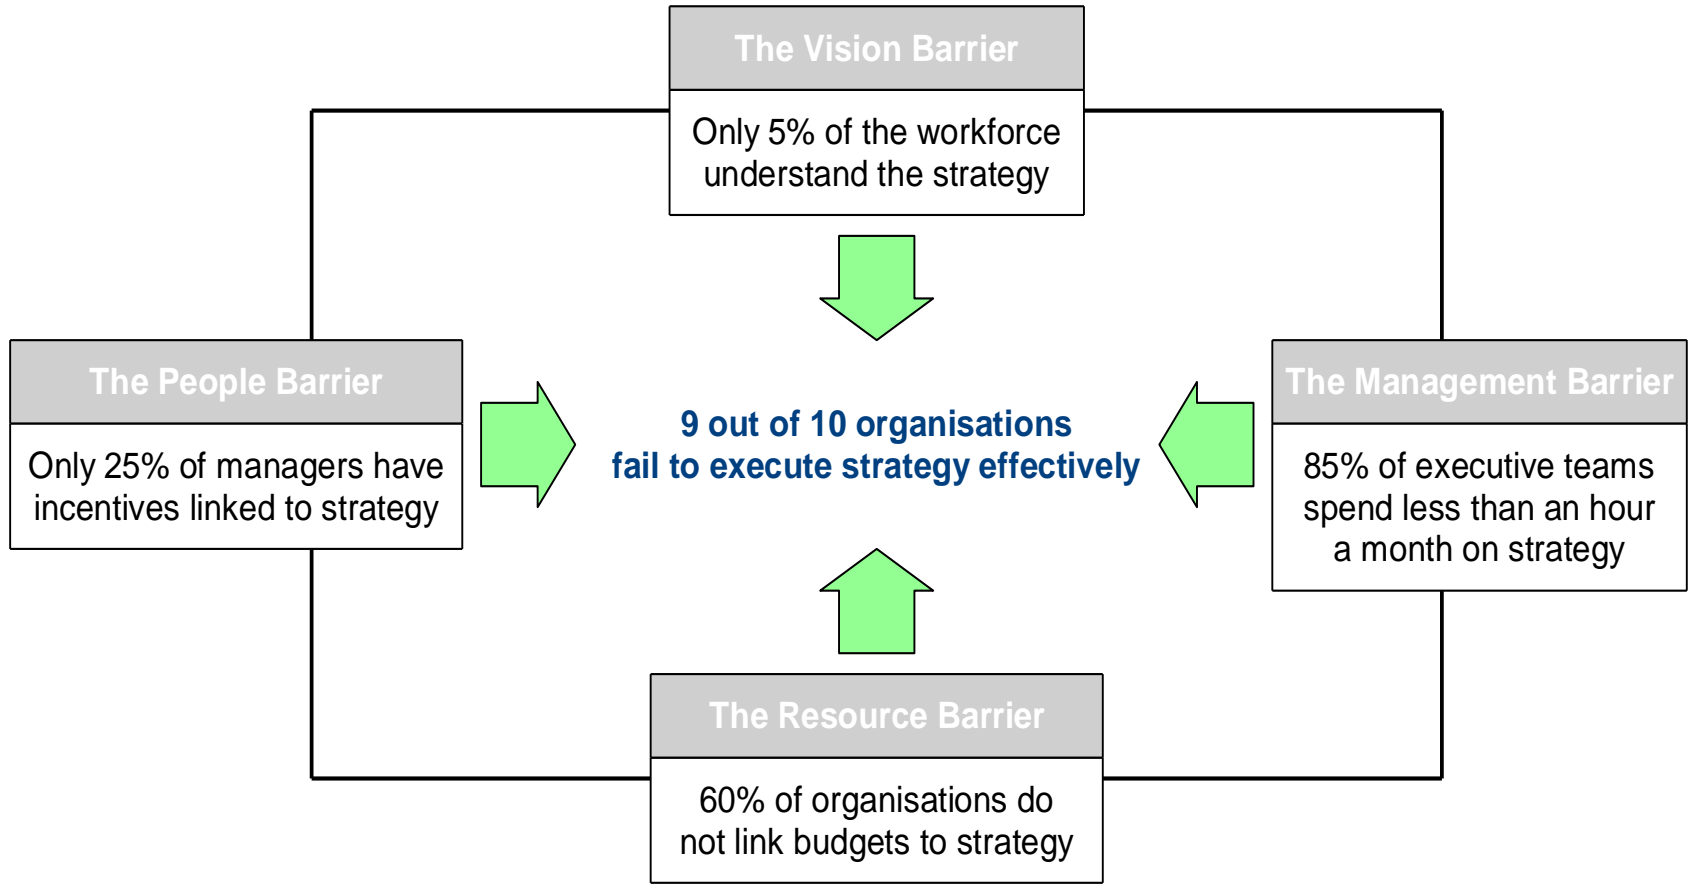 The Vision Barrier
Only 5% of the workforce
understand the strategy
The People Barrier
Only 25% of managers have
incentives linked to strategy
9 out of 10 organisations
fail to execute strategy effectively
The Management Barrier
85% of executive teams
spend less than an hour
a month on strategy
The Resource Barrier
60% of organisations do
not link budgets to strategy